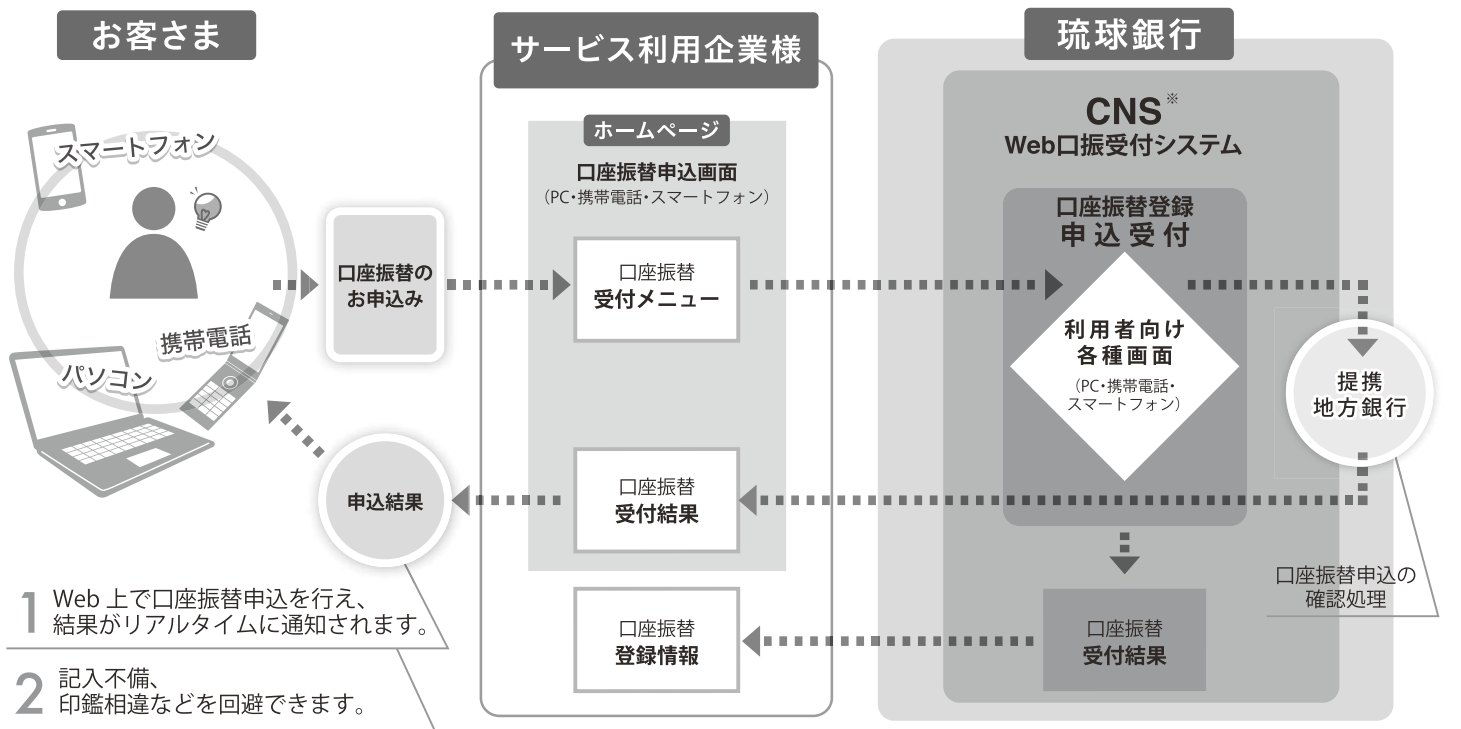 お客さま
スマートフォン
携帯電話
パソコン
口座振替の
お申込み
申込結果
1 Web 上で口座振替申込を行え、
結果がリアルタイムに通知されます。
2 記入不備、
印鑑相違などを回避できます。
サービス利用企業様
ホームページ
口座振替申込画面
（PC・携帯電話・スマートフォン）
口座振替
受付メニュー
口座振替
受付結果
口座振替
登録情報
琉球銀行
CNS※
Web口振受付システム
口座振替登録
申込受付
利用者向け
各種画面
（PC・携帯電話・
スマートフォン）
提携
地方銀行
口座振替申込の
確認処理
口座振替
受付結果